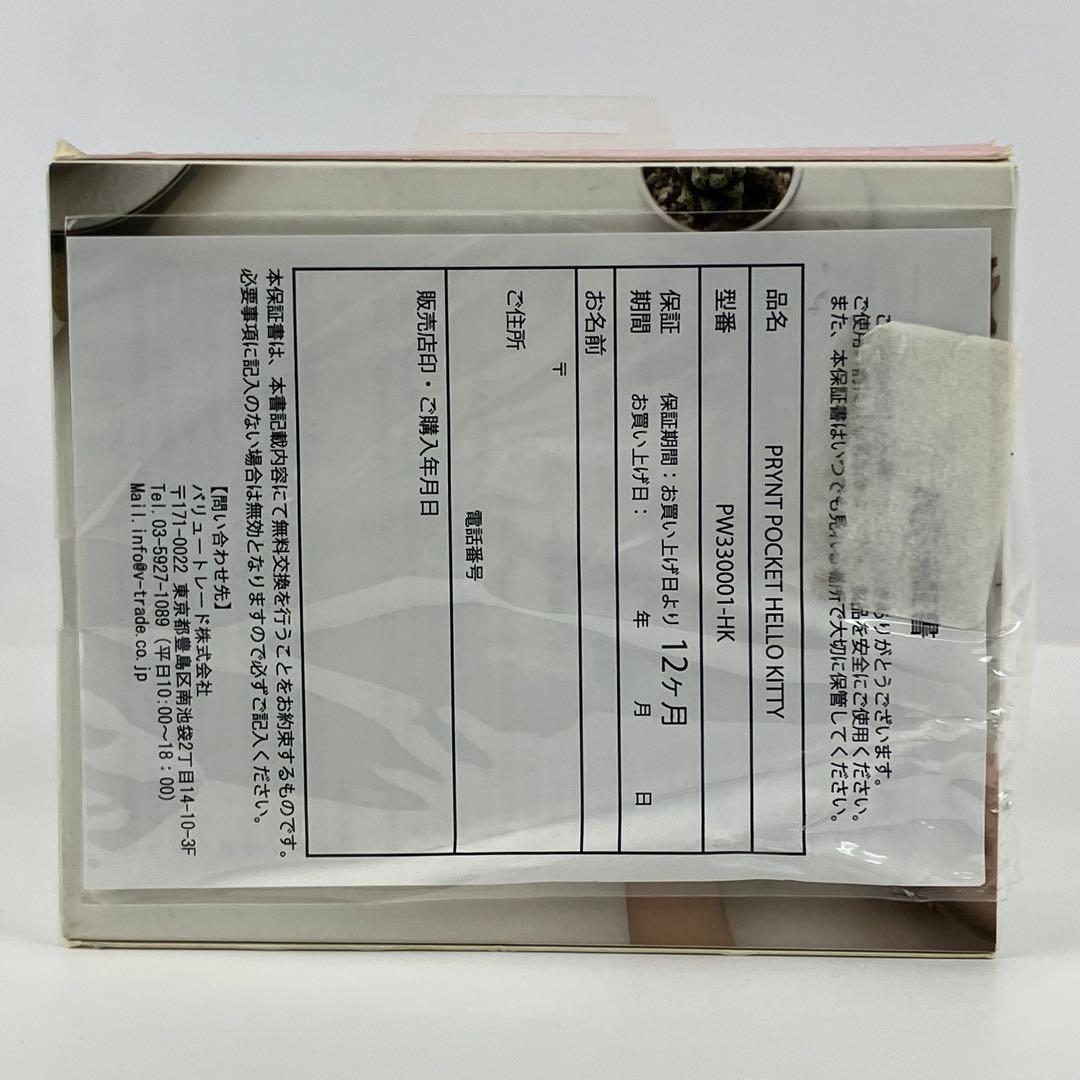 書
ありがとうございます。
ご使用 品を安全にご使用ください。
また、本保証書はいつでも見れる場所で大切に保管してください。
品名 PRYNT POCKET HELLO KITTY
型番 PW330001-HK
保証期間 保証期間:お買い上げ日より 12ヶ月
お買い上げ日: 年 月 日
お名前
ご住所 〒
電話番号
販売店印・ご購入年月日
本保証書は、本書記載内容にて無料交換を行うことをお約束するものです。
必要事項に記入のない場合は無効となりますので必ずご記入ください。
【問い合わせ先】
バリュートレード株式会社
〒171-0022 東京都豊島区南池袋2丁目14-10-3F
Tel.03-5927-1089 (平日10:00〜18:00)
Mail.info@v-trade.co.jp